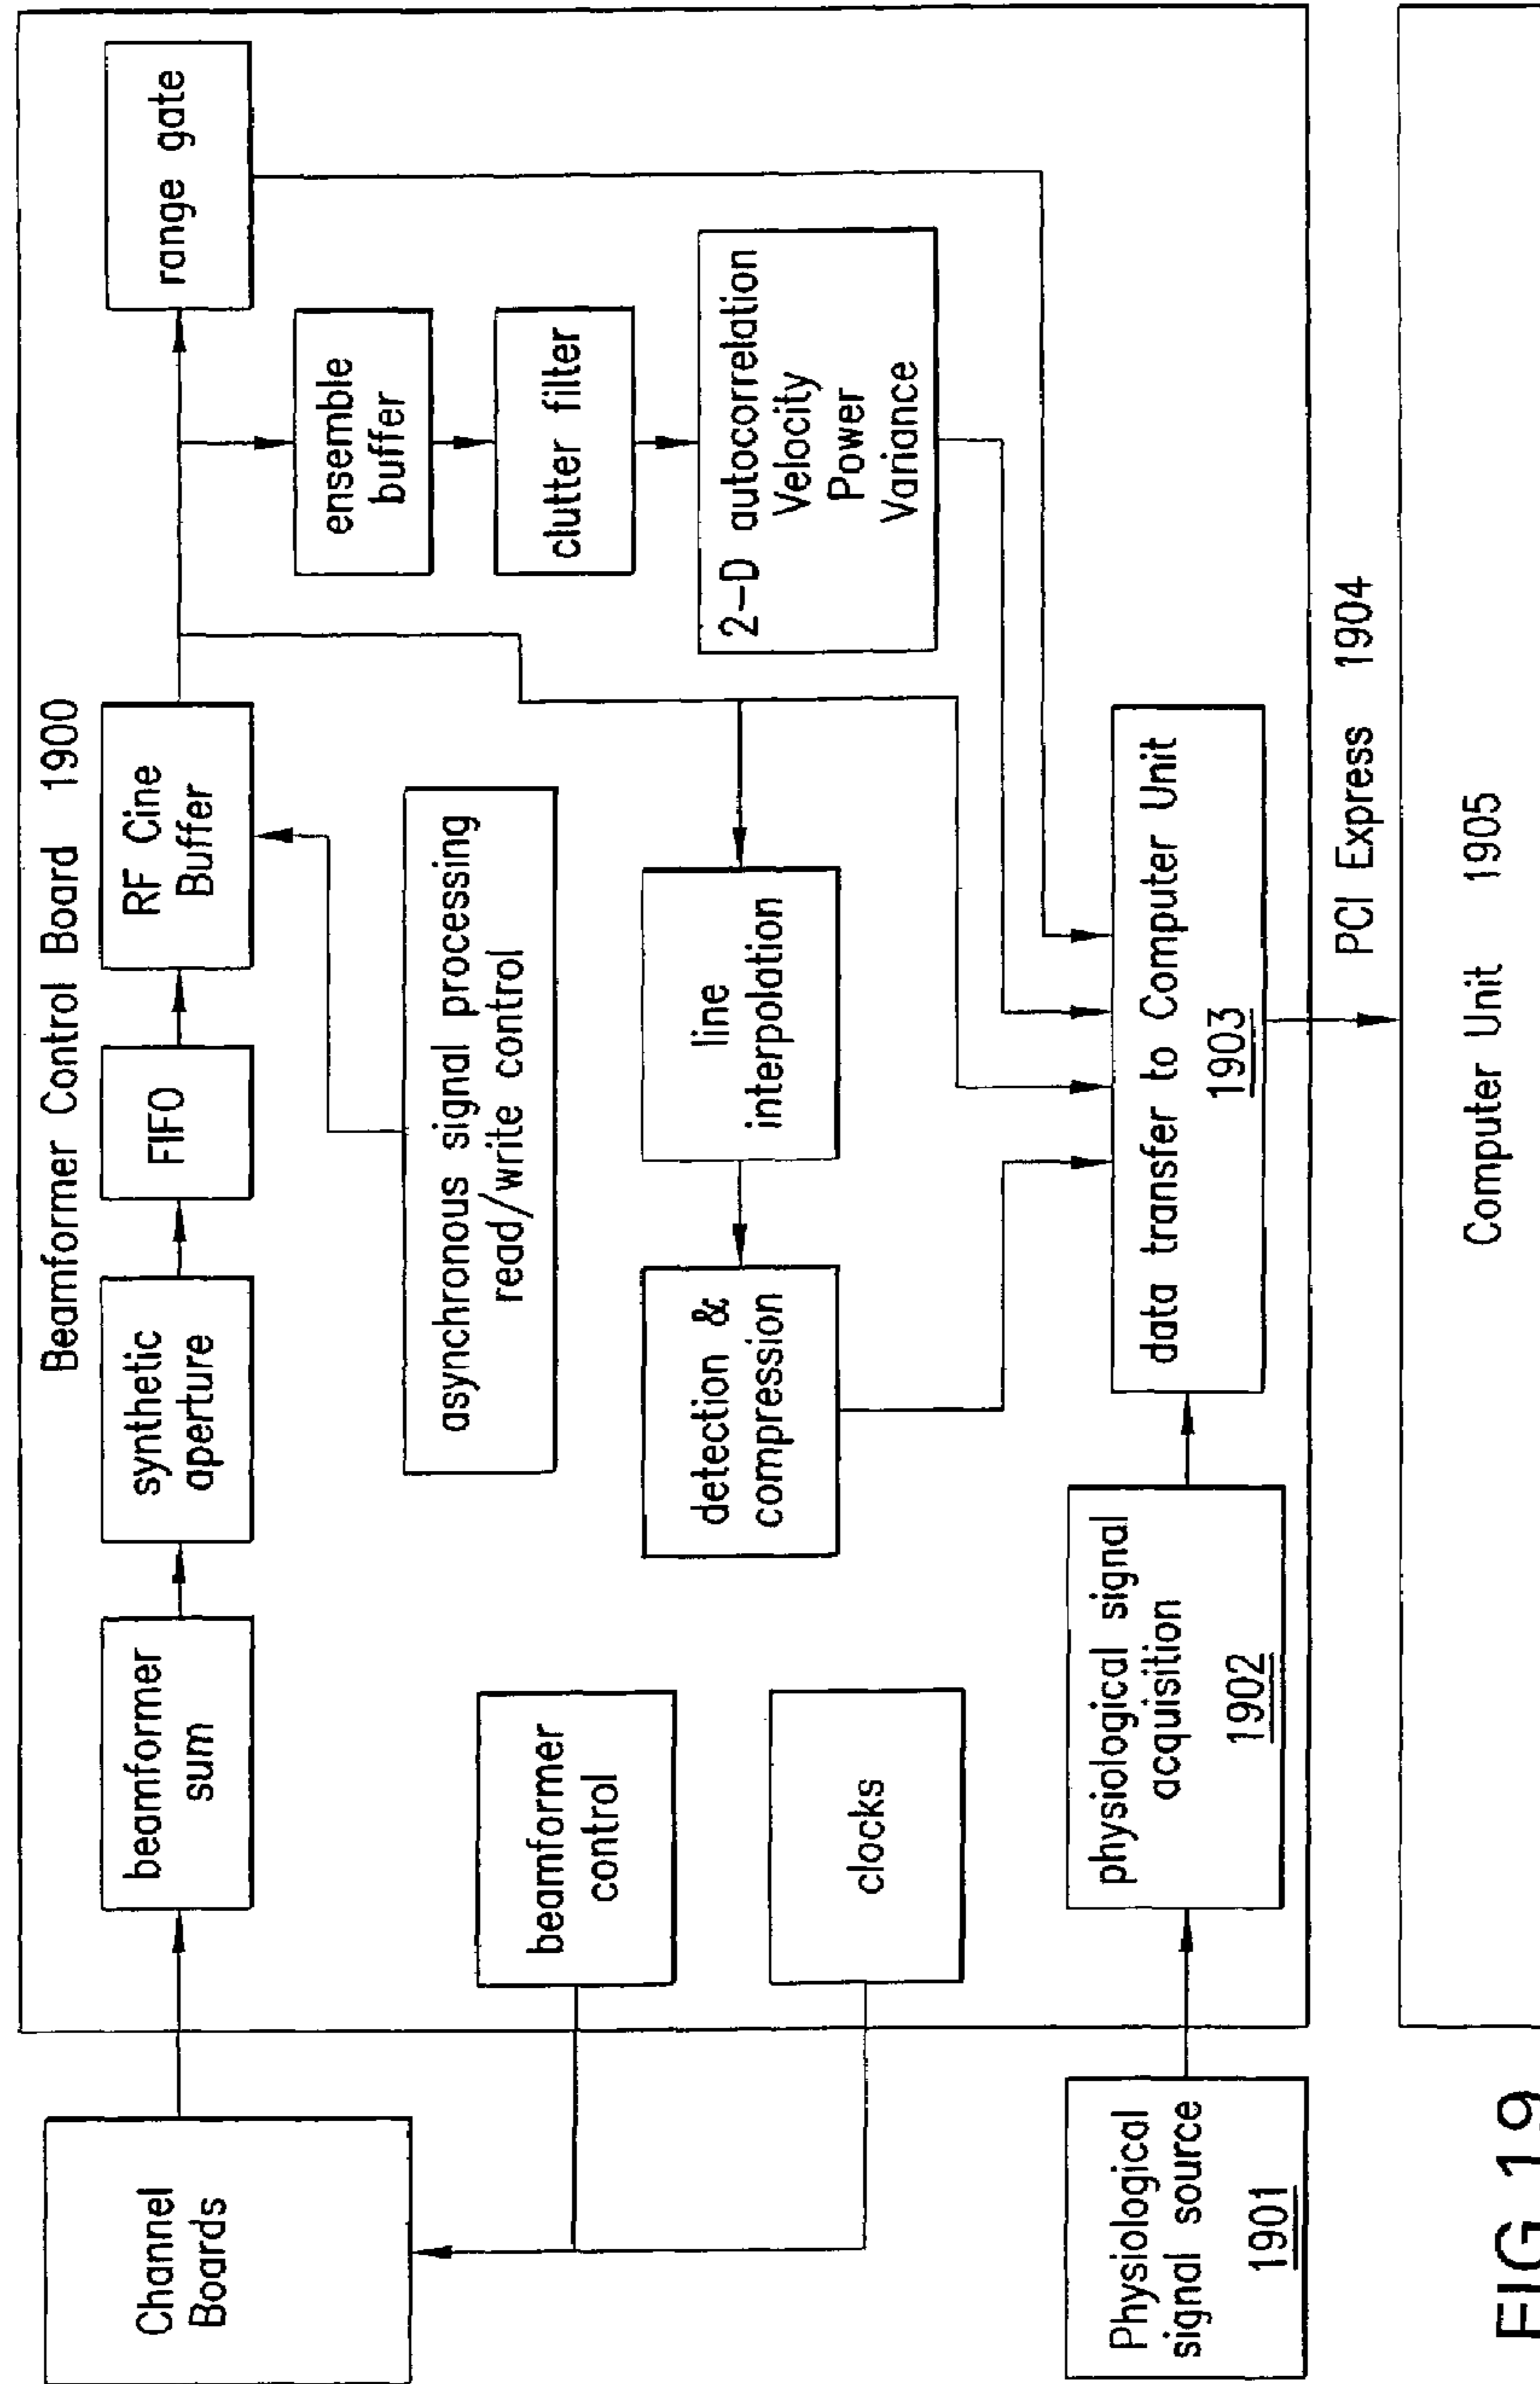 Beamformer Control Board 1900
Channel
Boards
beamformer
sum
synthetic
aperture
FIFO
RF Cine
Buffer
range gate
ensemble
buffer
clutter filter
2-D autocorrelation
Velocity
Power
Variance
asynchronous signal processing
read/write control
beamformer
control
clocks
detection &
compression
line
interpolation
Physiological
signal source
1901
physiological signal
acquisition
1902
data transfer to Computer Unit
1903
PCI Express 1904
Computer Unit 1905
FIG.19